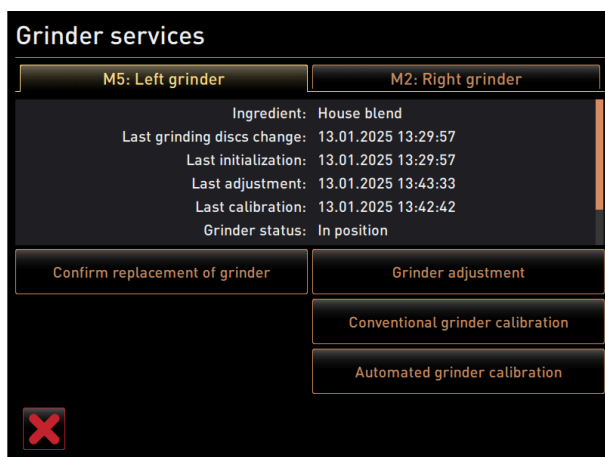 Grinder services
M5: Left grinder
M2: Right grinder
Ingredient: House blend
Last grinding discs change: 13.01.2025 13:29:57
Last initialization: 13.01.2025 13:29:57
Last adjustment: 13.01.2025 13:43:33
Last calibration: 13.01.2025 13:42:42
Grinder status: In position
Confirm replacement of grinder
Grinder adjustment
Conventional grinder calibration
Automated grinder calibration